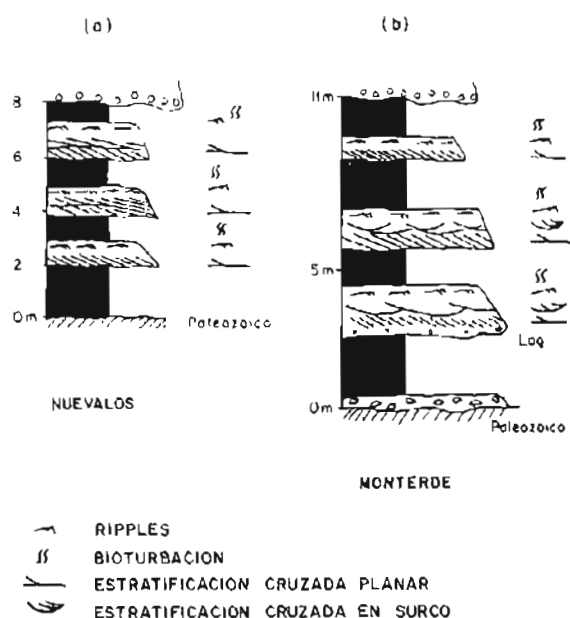 (a)
(b)
8
6
4
2
0m
Paleozoico
NUEVALOS
11m
5m
0m
Lag
Paleozoico
MONTERDE
RIPPLES
BIOTURBACION
ESTRATIFICACION CRUZADA PLANAR
ESTRATIFICACION CRUZADA EN SURCO